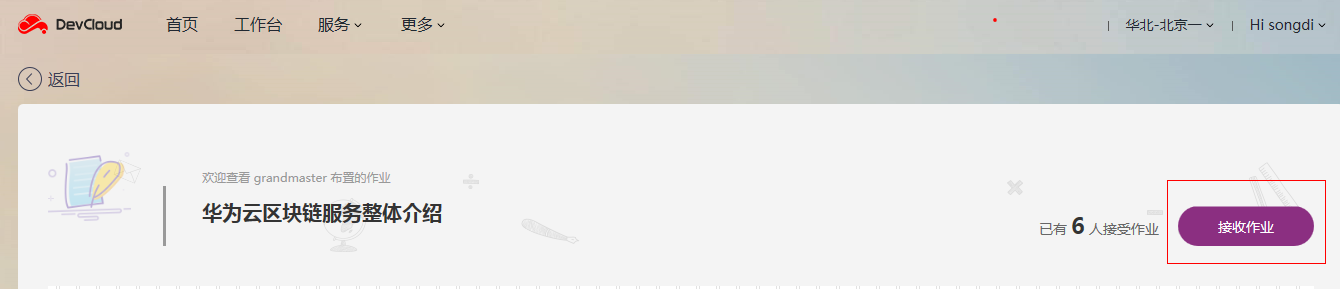 DevCloud 首页 工作台 服务 更多 华北-北京一 Hi songdi
返回
欢迎查看 grandmaster 布置的作业
华为云区块链服务整体介绍
已有 6 人接受作业 接收作业